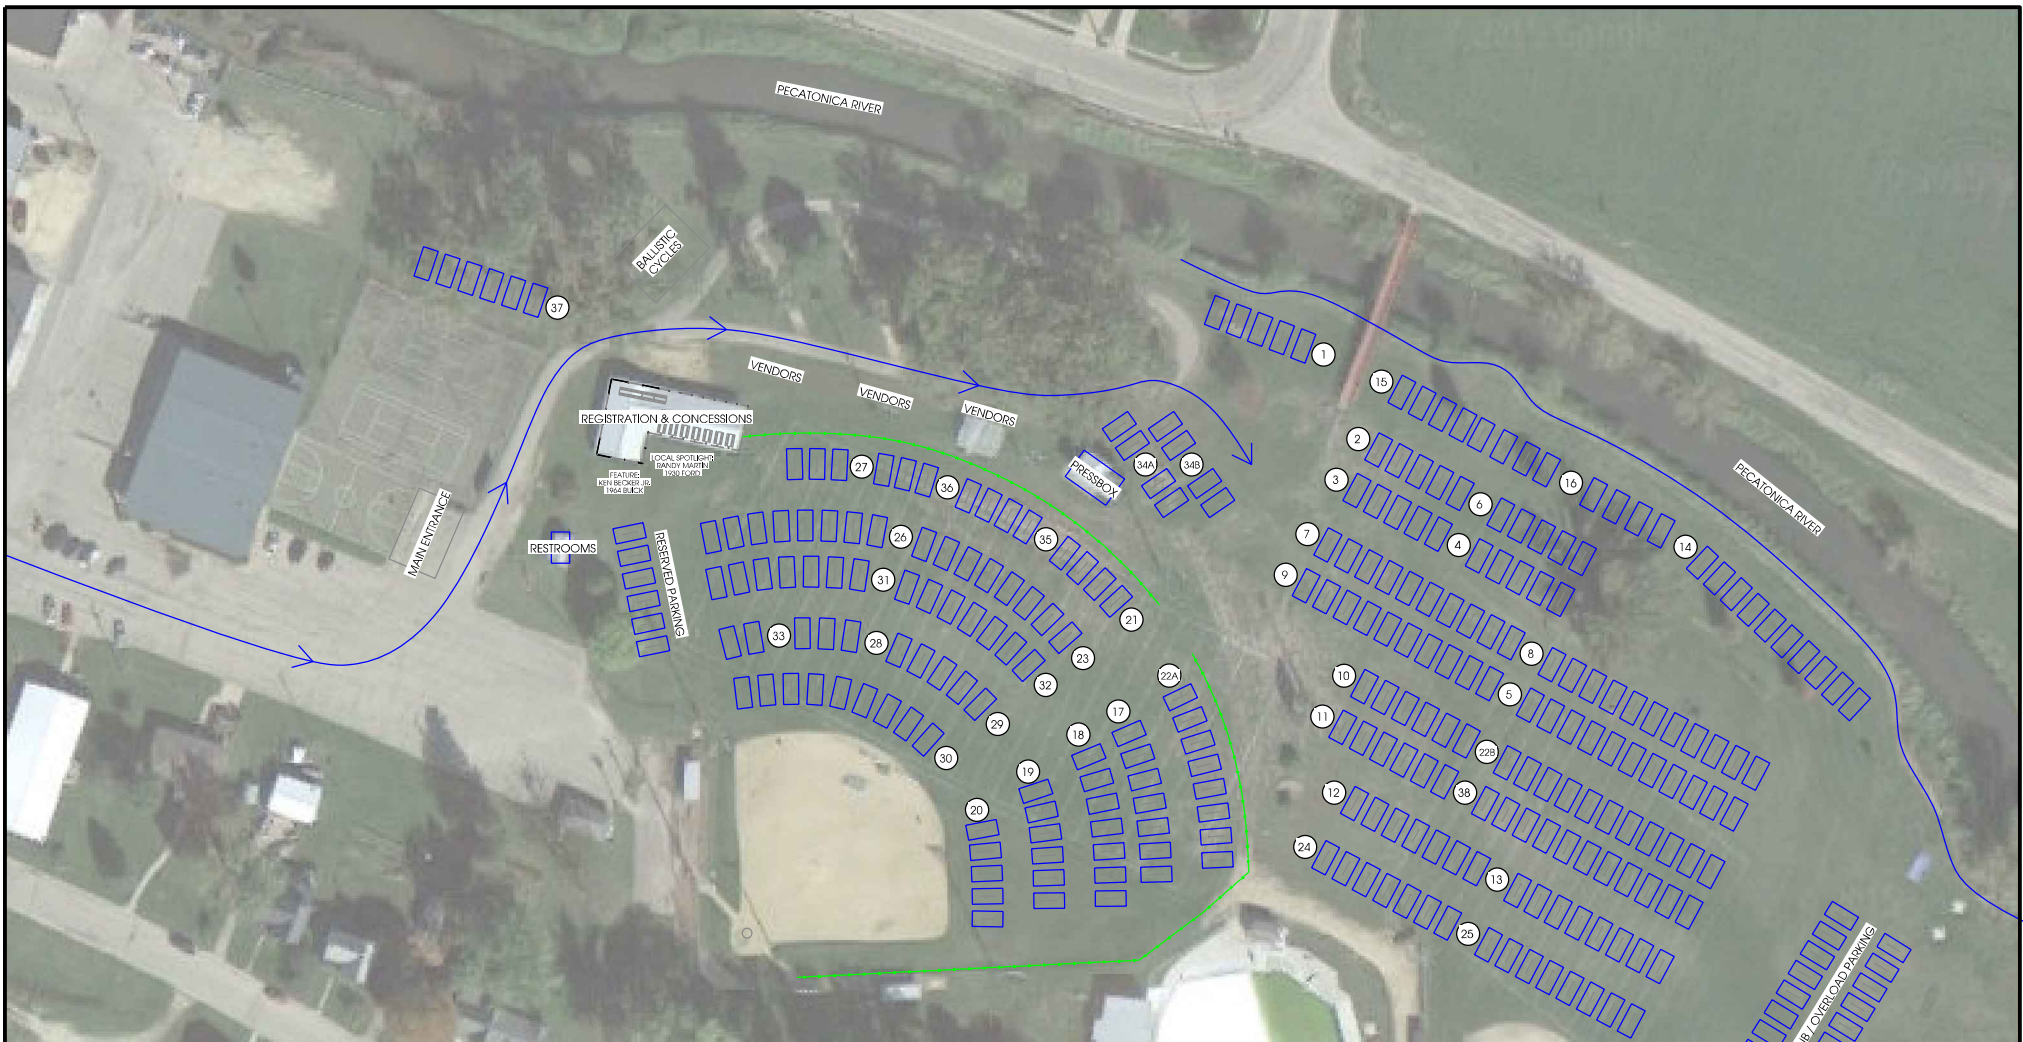 PECATONICA RIVER
BALLISTIC
CYCLES
37
1
15
VENDORS
VENDORS
VENDORS
REGISTRATION & CONCESSIONS
LOCAL SPOTLIGHT:
RANDY MARTIN
1930 FORD
FEATURE:
KEN BECKER JR.
1964 BUICK
MAIN ENTRANCE
RESTROOMS
RESERVED PARKING
PRESSBOX
34A
34B
27
36
35
21
26
23
31
32
33
28
29
30
22A
17
18
19
20
2
16
3
6
PECATONICA RIVER
7
4
14
9
8
5
10
11
22B
38
12
24
13
25
B / OVERLOAD PARKING